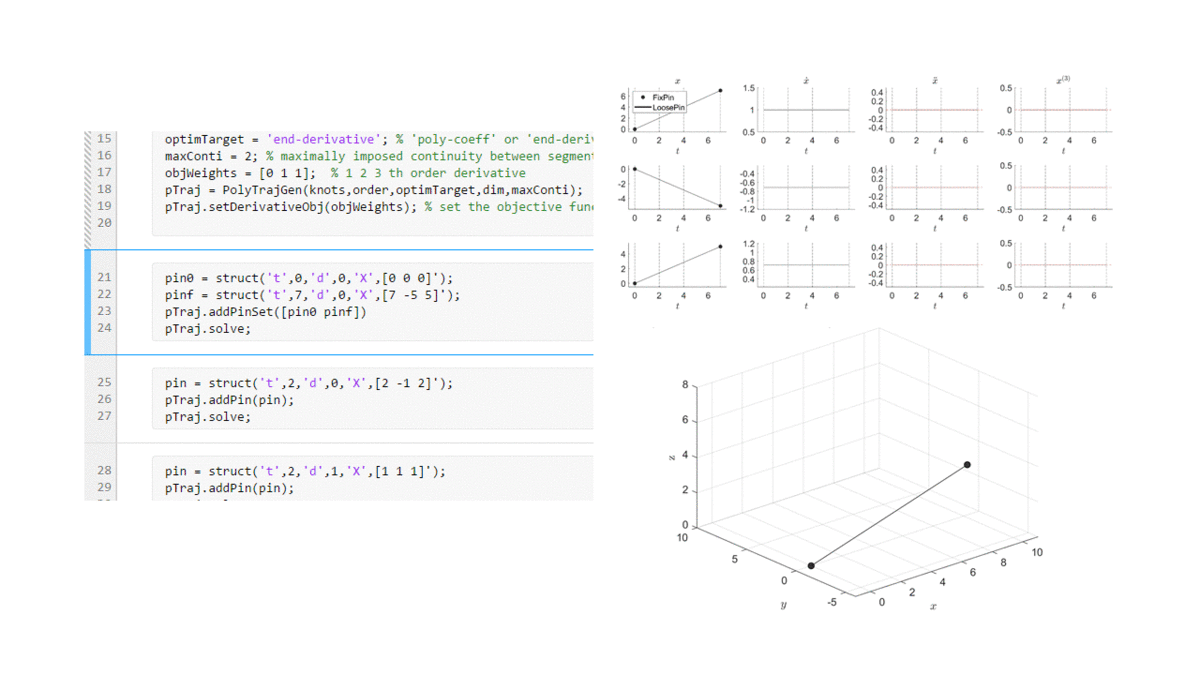 15 optimTarget = 'end-derivative'; % 'poly-coeff' or 'end-deriv
16 maxConti = 2; % maximally imposed continuity between segment
17 objWeights = [0 1 1]; % 1 2 3 th order derivative
18 pTraj = PolyTrajGen(knots,order,optimTarget,dim,maxConti);
19 pTraj.setDerivativeObj(objWeights); % set the objective fun
20
21 pin0 = struct('t',0,'d',0,'X',[0 0 0]');
22 pinf = struct('t',7,'d',0,'X',[7 -5 5]');
23 pTraj.addPinSet([pin0 pinf])
24 pTraj.solve;
25 pin = struct('t',2,'d',0,'X',[2 -1 2]');
26 pTraj.addPin(pin);
27 pTraj.solve;
28 pin = struct('t',2,'d',1,'X',[1 1 1]');
29 pTraj.addPin(pin);
x ẋ ẍ x⁽³⁾
FixPin
LoosePin
6 4 2 0
0 2 4 6
t
1.5 1 0.5
0 2 4 6
t
0.4 0.2 0 -0.2 -0.4
0 2 4 6
t
0.5 0 -0.5
0 2 4 6
t
0 -2 -4
0 2 4 6
t
-0.4 -0.6 -0.8 -1 -1.2
0 2 4 6
t
0.4 0.2 0 -0.2 -0.4
0 2 4 6
t
0.5 0 -0.5
0 2 4 6
t
4 2 0
0 2 4 6
t
1.2 1 0.8 0.6 0.4
0 2 4 6
t
0.4 0.2 0 -0.2 -0.4
0 2 4 6
t
0.5 0 -0.5
0 2 4 6
t
8 6 4 2 0
z
10 5 0 -5
y
0 2 4 6 8 10
x